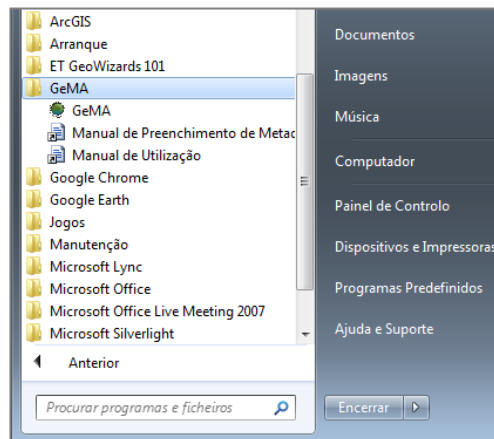 ArcGIS
Arranque
ET GeoWizards 101
GeMA
GeMA
Manual de Preenchimento de Metac
Manual de Utilização
Google Chrome
Google Earth
Jogos
Manutenção
Microsoft Lync
Microsoft Office
Microsoft Office Live Meeting 2007
Microsoft Silverlight
Anterior
Procurar programas e ficheiros
Documentos
Imagens
Música
Computador
Painel de Controlo
Dispositivos e Impressoras
Programas Predefinidos
Ajuda e Suporte
Encerrar